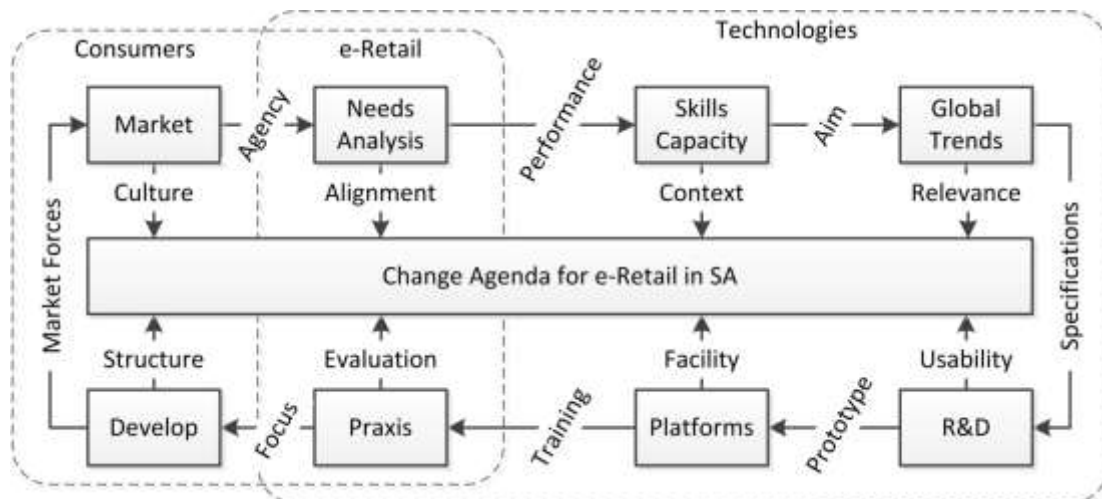 Technologies
Consumers
e-Retail
Market
Agency
Needs
Analysis
Performance
Skills
Capacity
Aim
Global
Trends
Culture
Alignment
Context
Relevance
Market Forces
Change Agenda for e-Retail in SA
Specifications
Structure
Evaluation
Facility
Usability
Develop
Focus
Praxis
Training
Platforms
Prototype
R&D